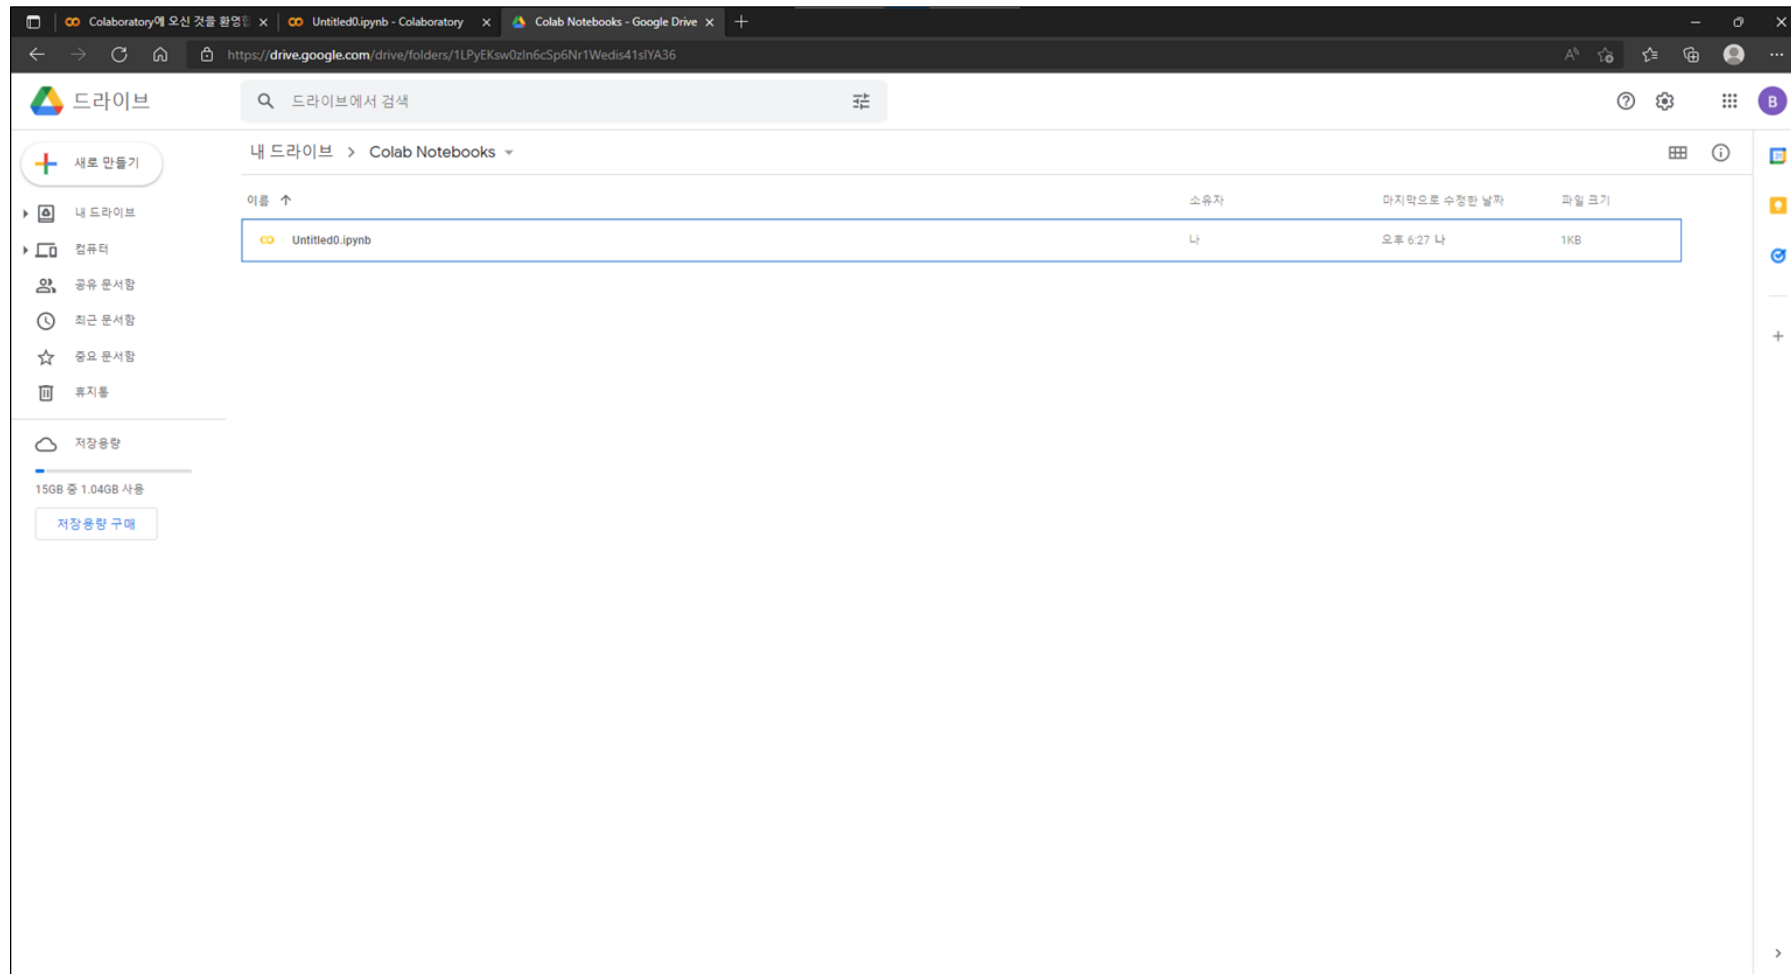 Colaboratory에 오신 것을 환영합
Untitled0.ipynb - Colaboratory
Colab Notebooks - Google Drive
https://drive.google.com/drive/folders/1LPyEKsw0zIn6cSp6Nr1Wedis41sIYA36
드라이브
드라이브에서 검색
B
새로 만들기
내 드라이브 > Colab Notebooks
이름 소유자 마지막으로 수정한 날짜 파일 크기
Untitled0.ipynb 나 오후 6:27 나 1KB
내 드라이브
컴퓨터
공유 문서함
최근 문서함
중요 문서함
휴지통
저장용량
15GB 중 1.04GB 사용
저장용량 구매
31